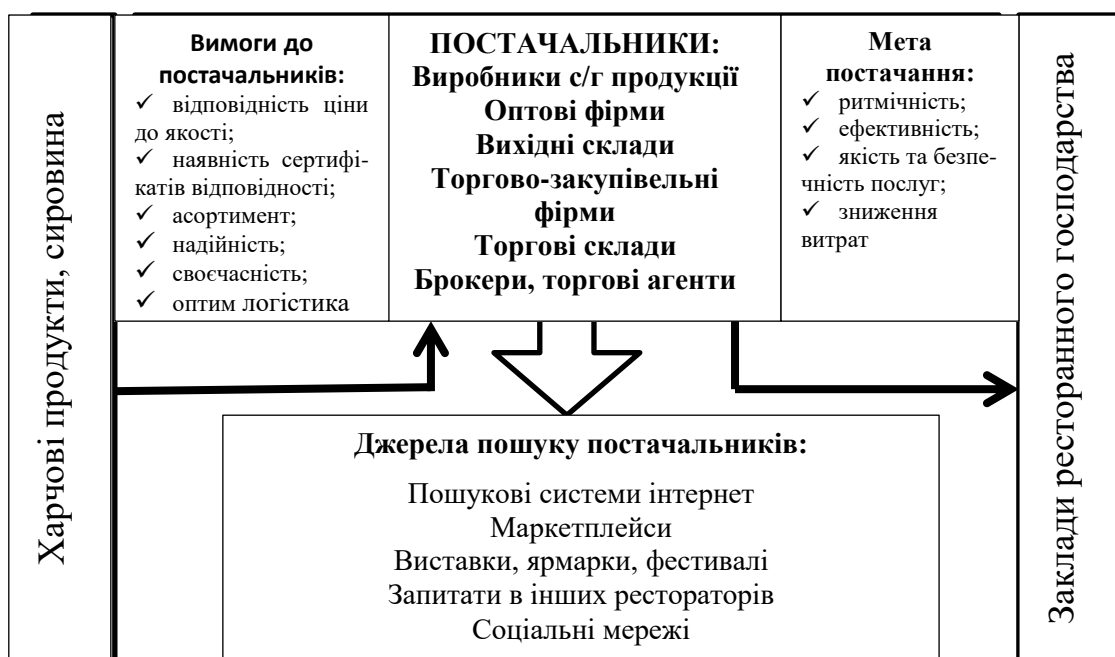 Харчові продукти, сировина
Вимоги до
постачальників:
✓ відповідність ціни
до якості;
✓ наявність сертифі-
катів відповідності;
✓ асортимент;
✓ надійність;
✓ своєчасність;
✓ оптим логістика
ПОСТАЧАЛЬНИКИ:
Виробники с/г продукції
Оптові фірми
Вихідні склади
Торгово-закупівельні
фірми
Торгові склади
Брокери, торгові агенти
Мета
постачання:
✓ ритмічність;
✓ ефективність;
✓ якість та безпе-
чність послуг;
✓ зниження
витрат
Заклади ресторанного господарства
Джерела пошуку постачальників:
Пошукові системи інтернет
Маркетплейси
Виставки, ярмарки, фестивалі
Запитати в інших рестораторів
Соціальні мережі